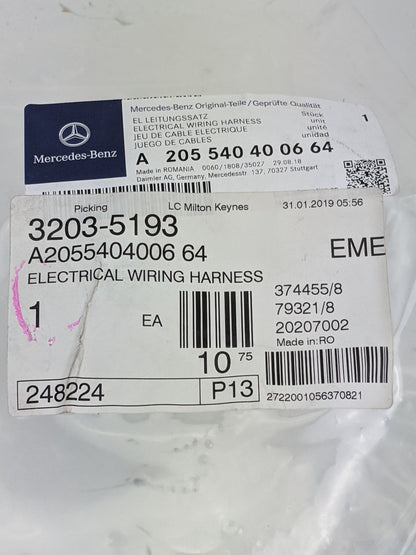 Mercedes-Benz
Mercedes-Benz Original-Teile/Geprüfte Qualität
EL LEITUNGSSATZ Stück 1
ELECTRICAL WIRING HARNESS unit
JEU DE CABLE ELECTRIQUE unité
JUEGO DE CABLES unidad
A 205 540 40 06 64
Made in ROMANIA 0060/1808/35027 29.08.18
Daimler AG, Germany, Mercedesstr. 137, 70327 Stuttgart
Picking LC Milton Keynes 31.01.2019 05:56
3203-5193
A2055404006 64 EME
ELECTRICAL WIRING HARNESS
1 EA
374455/8
79321/8
20207002
Made in:RO
10 75
248224 P13
2722001056370821